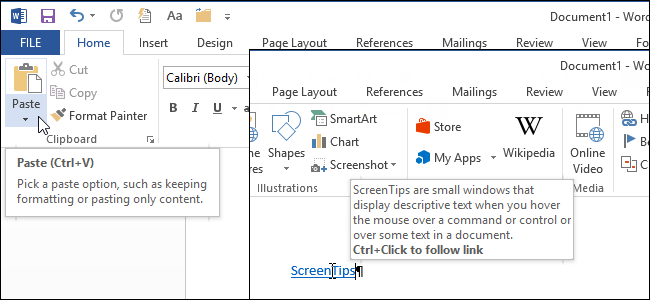 Aa
Document1 - Wor
FILE Home Insert Design Page Layout References Mailings Review
Paste
Cut
Copy
Format Painter
Clipboard
Calibri (Body)
B I U
Paste (Ctrl+V)
Pick a paste option, such as keeping
formatting or pasting only content.
Document1 - Wor
Page Layout References Mailings Review View
Shapes
SmartArt
Chart
Screenshot
Illustrations
Store
My Apps
W
Wikipedia
Online
Video
Media
ScreenTips are small windows that
display descriptive text when you hover
the mouse over a command or control or
over some text in a document.
Ctrl+Click to follow link
ScreenTips¶